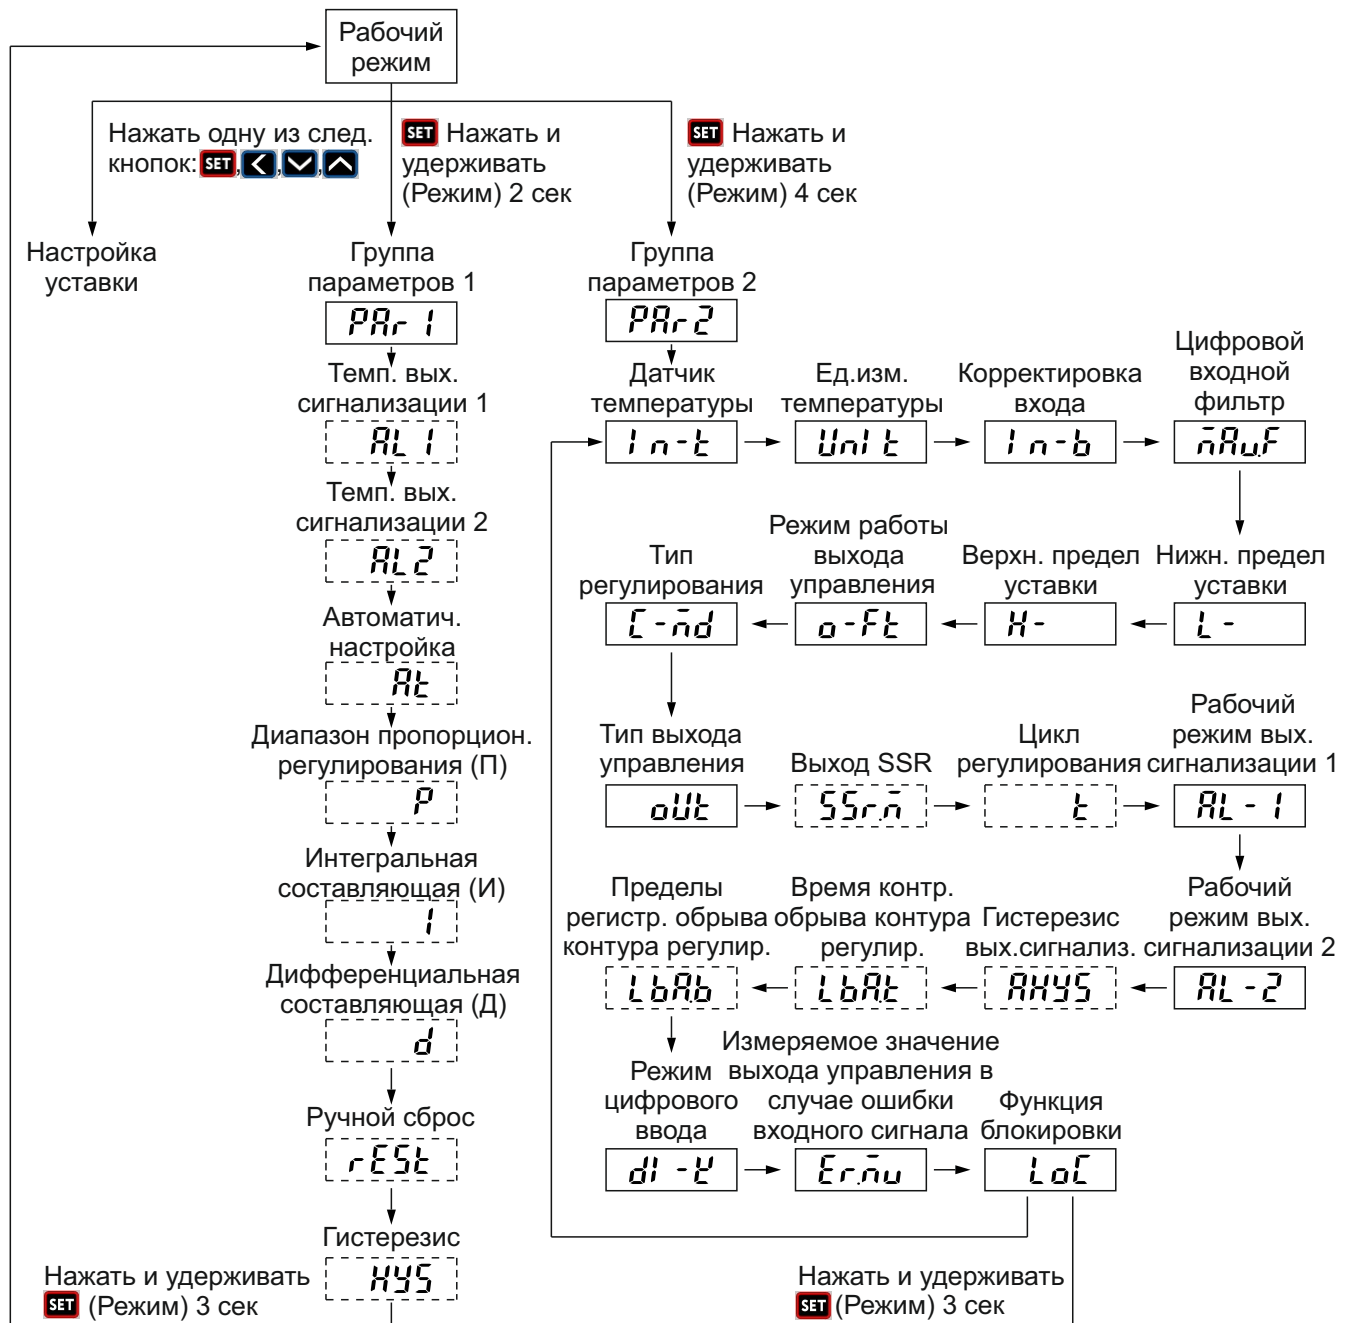 Рабочий
режим
Нажать одну из след.
кнопок: SET, <, ∨, ∧
SET Нажать и
удерживать
(Режим) 2 сек
SET Нажать и
удерживать
(Режим) 4 сек
Настройка
уставки
Группа
параметров 1
PAr 1
Темп. вых.
сигнализации 1
AL 1
Темп. вых.
сигнализации 2
AL2
Автоматич.
настройка
At
Диапазон пропорцион.
регулирования (П)
P
Интегральная
составляющая (И)
I
Дифференциальная
составляющая (Д)
d
Ручной сброс
rESt
Гистерезис
HYS
Нажать и удерживать
SET (Режим) 3 сек
Группа
параметров 2
PAr2
Датчик
температуры
In-t
Ед.изм.
температуры
UnIt
Корректировка
входа
In-b
Цифровой
входной
фильтр
mAu.F
Нижн. предел
уставки
L-
Верхн. предел
уставки
H-
Режим работы
выхода
управления
o-Ft
Тип
регулирования
C-md
Тип выхода
управления
oUt
Выход SSR
SSr.m
Цикл
регулирования
t
Рабочий
режим вых.
сигнализации 1
AL-1
Рабочий
режим вых.
сигнализации 2
AL-2
Гистерезис
вых.сигнализ.
AHYS
Время контр.
обрыва контура
регулир.
LbA.t
Пределы
регистр. обрыва
контура регулир.
LbA.b
Режим
цифрового
ввода
dI-K
Измеряемое значение
выхода управления в
случае ошибки
входного сигнала
Er.mu
Функция
блокировки
LoC
Нажать и удерживать
SET (Режим) 3 сек